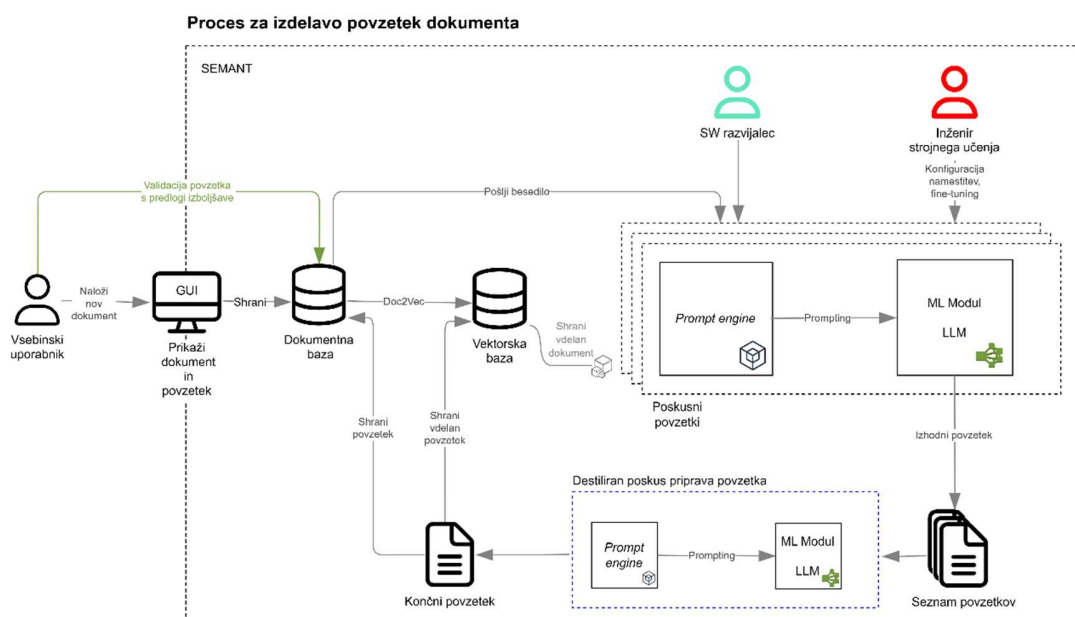 Proces za izdelavo povzetek dokumenta
SEMANT
SW razvijalec
Inženir
strojnega učenja
Konfiguracija
namestitev,
fine-tuning
Validacija povzetka
s predlogi izboljšave
Pošlji besedilo
Naloži
nov
dokument
GUI
Shrani
Doc2Vec
Vsebinski
uporabnik
Prikaži
dokument
in
povzetek
Dokumentna
baza
Vektorska
baza
Shrani
vdelan
dokument
Prompt engine
Prompting
ML Modul
LLM
Poskusni
povzetki
Shrani
povzetek
Shrani
vdelan
povzetek
Izhodni povzetek
Destiliran poskus priprava povzetka
Prompt
engine
Prompting
ML Modul
LLM
Končni povzetek
Seznam povzetkov